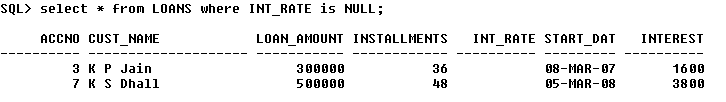 SQL> select * from LOANS where INT_RATE is NULL;
ACCNO CUST_NAME LOAN_AMOUNT INSTALLMENTS INT_RATE START_DAT INTEREST
---------- -------------------- ----------- ------------ ---------- --------- ----------
3 K P Jain 300000 36 08-MAR-07 1600
7 K S Dhall 500000 48 05-MAR-08 3800